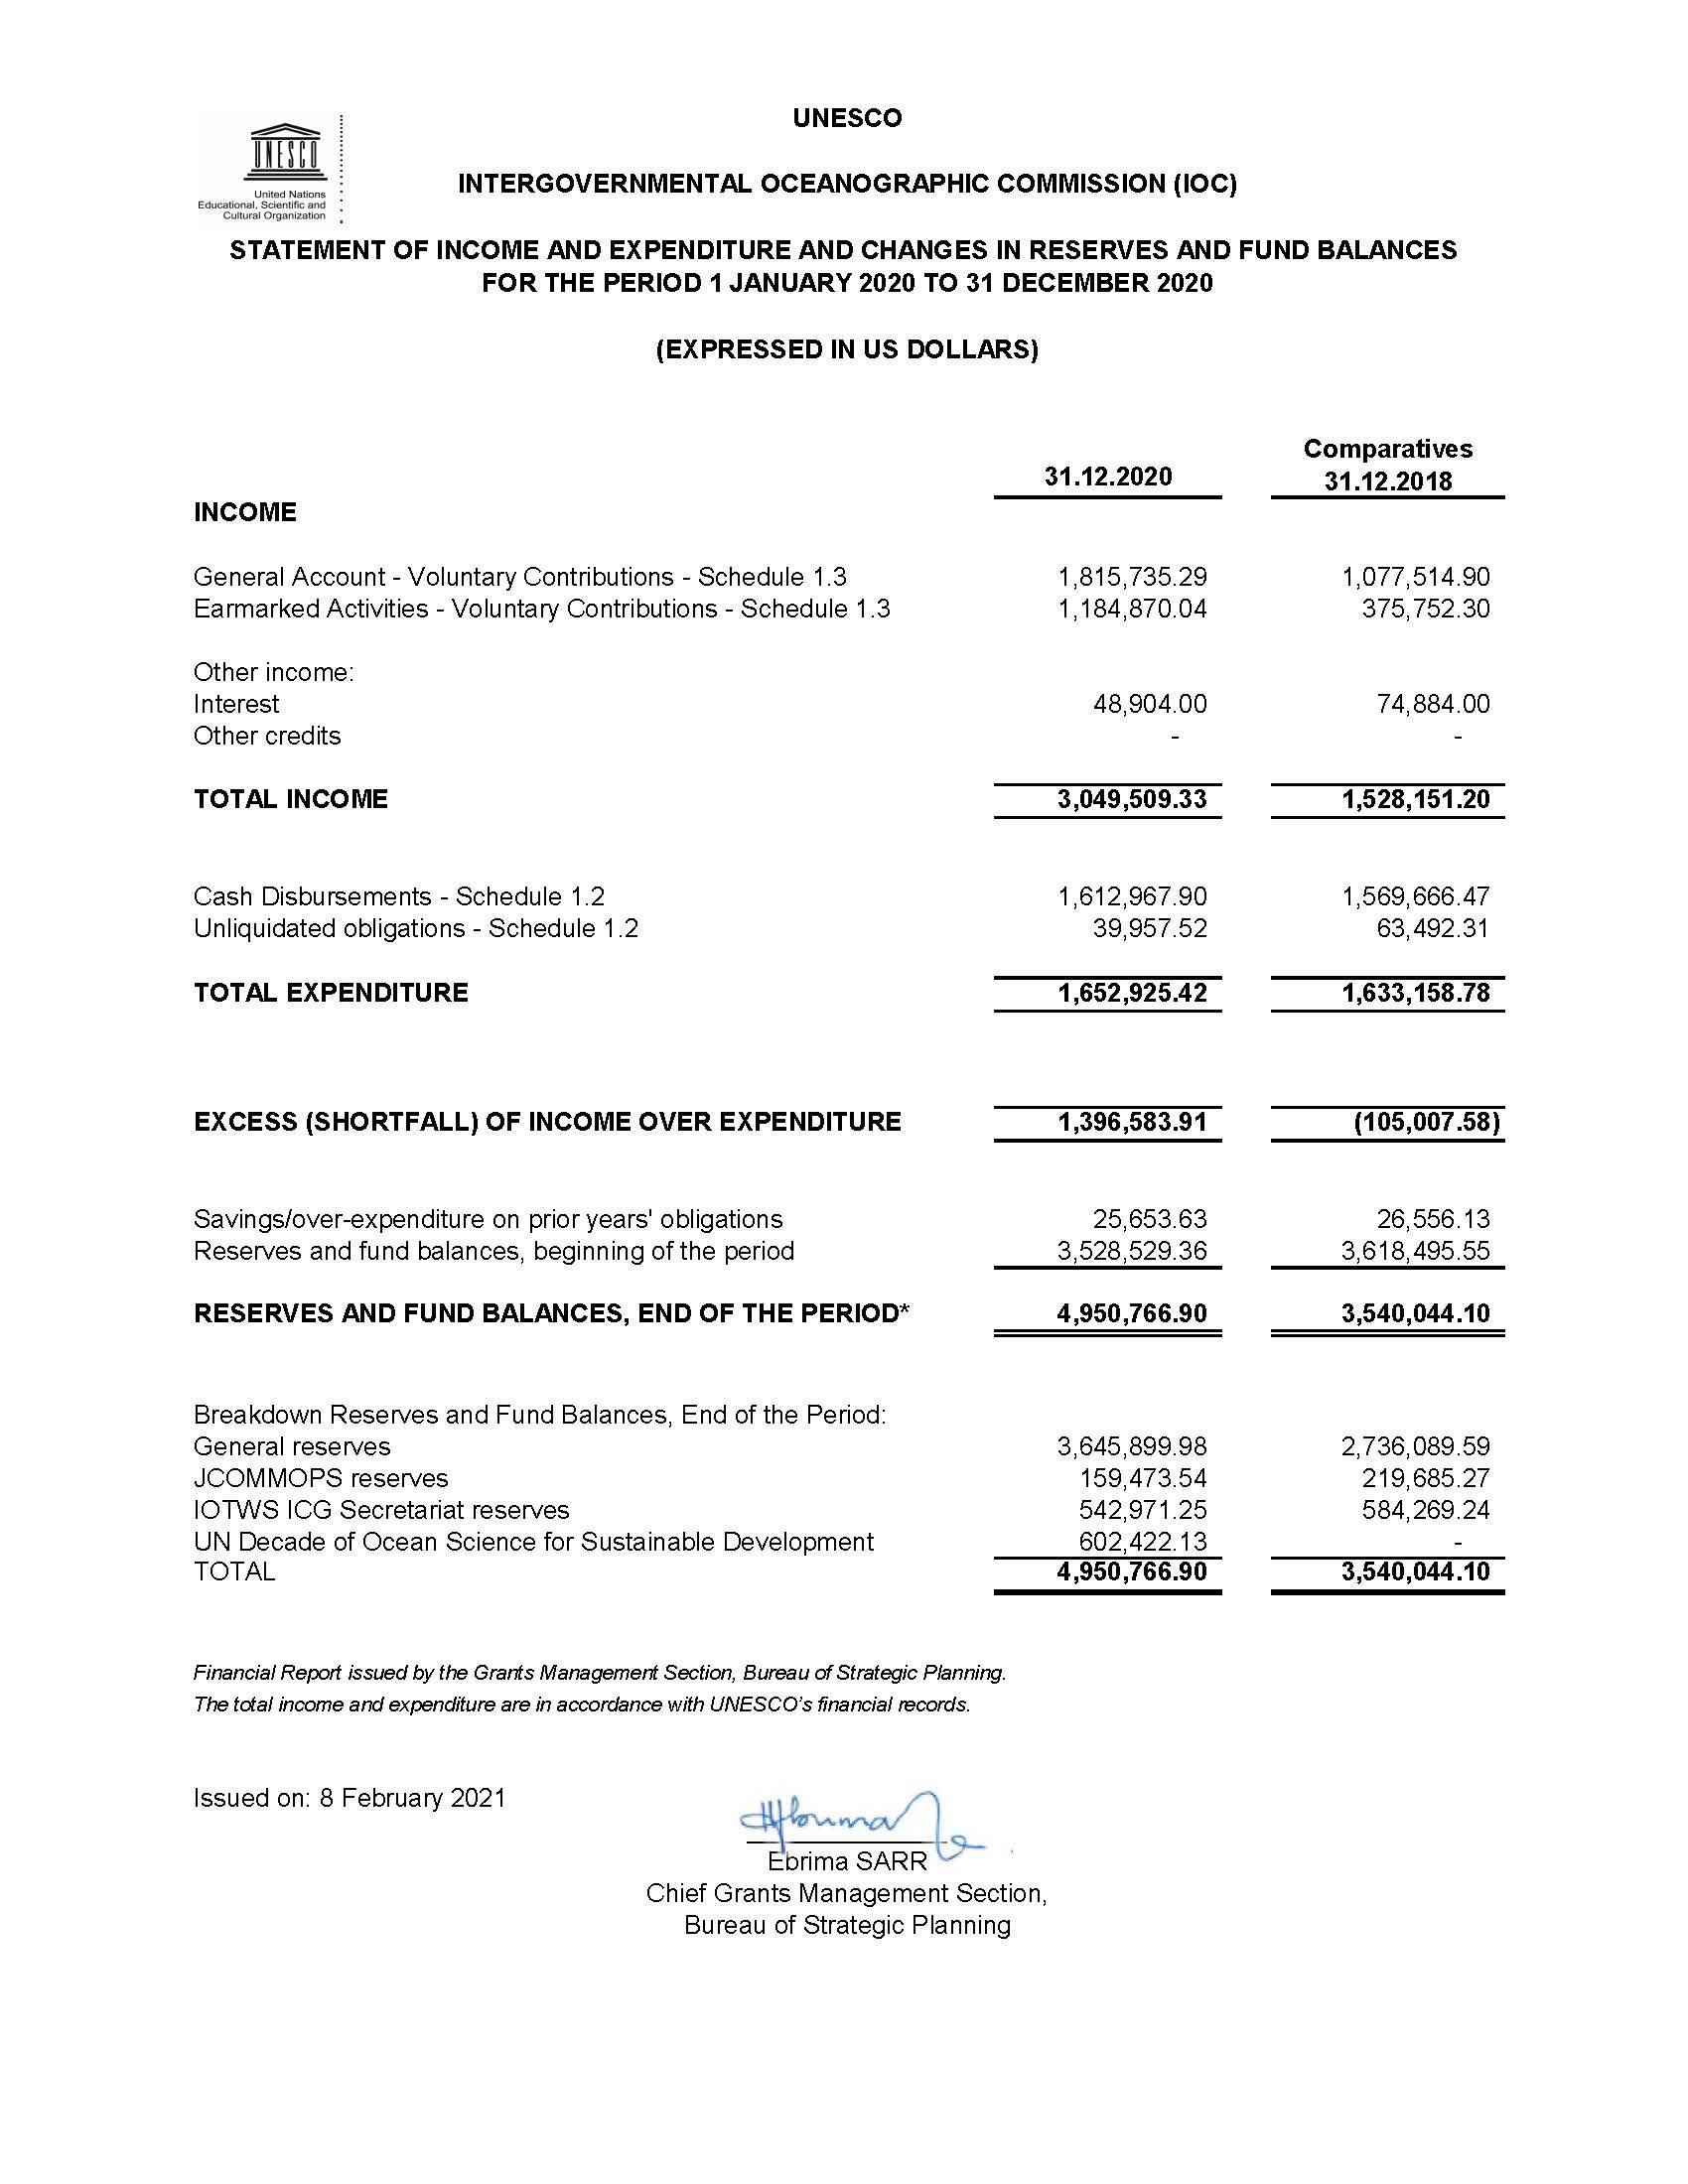 UNESCO
UNESCO
United Nations
Educational, Scientific and
Cultural Organization
INTERGOVERNMENTAL OCEANOGRAPHIC COMMISSION (IOC)
STATEMENT OF INCOME AND EXPENDITURE AND CHANGES IN RESERVES AND FUND BALANCES
FOR THE PERIOD 1 JANUARY 2020 TO 31 DECEMBER 2020
(EXPRESSED IN US DOLLARS)
Comparatives
31.12.2020 31.12.2018
INCOME
General Account - Voluntary Contributions - Schedule 1.3 1,815,735.29 1,077,514.90
Earmarked Activities - Voluntary Contributions - Schedule 1.3 1,184,870.04 375,752.30
Other income:
Interest 48,904.00 74,884.00
Other credits - -
TOTAL INCOME 3,049,509.33 1,528,151.20
Cash Disbursements - Schedule 1.2 1,612,967.90 1,569,666.47
Unliquidated obligations - Schedule 1.2 39,957.52 63,492.31
TOTAL EXPENDITURE 1,652,925.42 1,633,158.78
EXCESS (SHORTFALL) OF INCOME OVER EXPENDITURE 1,396,583.91 (105,007.58)
Savings/over-expenditure on prior years' obligations 25,653.63 26,556.13
Reserves and fund balances, beginning of the period 3,528,529.36 3,618,495.55
RESERVES AND FUND BALANCES, END OF THE PERIOD* 4,950,766.90 3,540,044.10
Breakdown Reserves and Fund Balances, End of the Period:
General reserves 3,645,899.98 2,736,089.59
JCOMMOPS reserves 159,473.54 219,685.27
IOTWS ICG Secretariat reserves 542,971.25 584,269.24
UN Decade of Ocean Science for Sustainable Development 602,422.13 -
TOTAL 4,950,766.90 3,540,044.10
Financial Report issued by the Grants Management Section, Bureau of Strategic Planning.
The total income and expenditure are in accordance with UNESCO's financial records.
Issued on: 8 February 2021
Ebrima SARR
Chief Grants Management Section,
Bureau of Strategic Planning